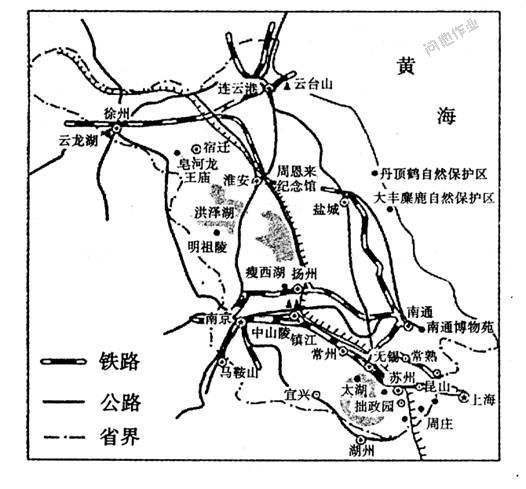 问他作业
黄
海
连云港
云台山
徐州
云龙湖
宿迁
皂河龙
王庙
淮安
周恩来
纪念馆
丹顶鹤自然保护区
大丰麋鹿自然保护区
盐城
洪泽湖
明祖陵
瘦西湖
扬州
南京
中山陵
镇江
南通
南通博物苑
常州
无锡
常熟
马鞍山
宜兴
太湖
苏州
昆山
上海
拙政园
周庄
湖州
铁路
公路
省界